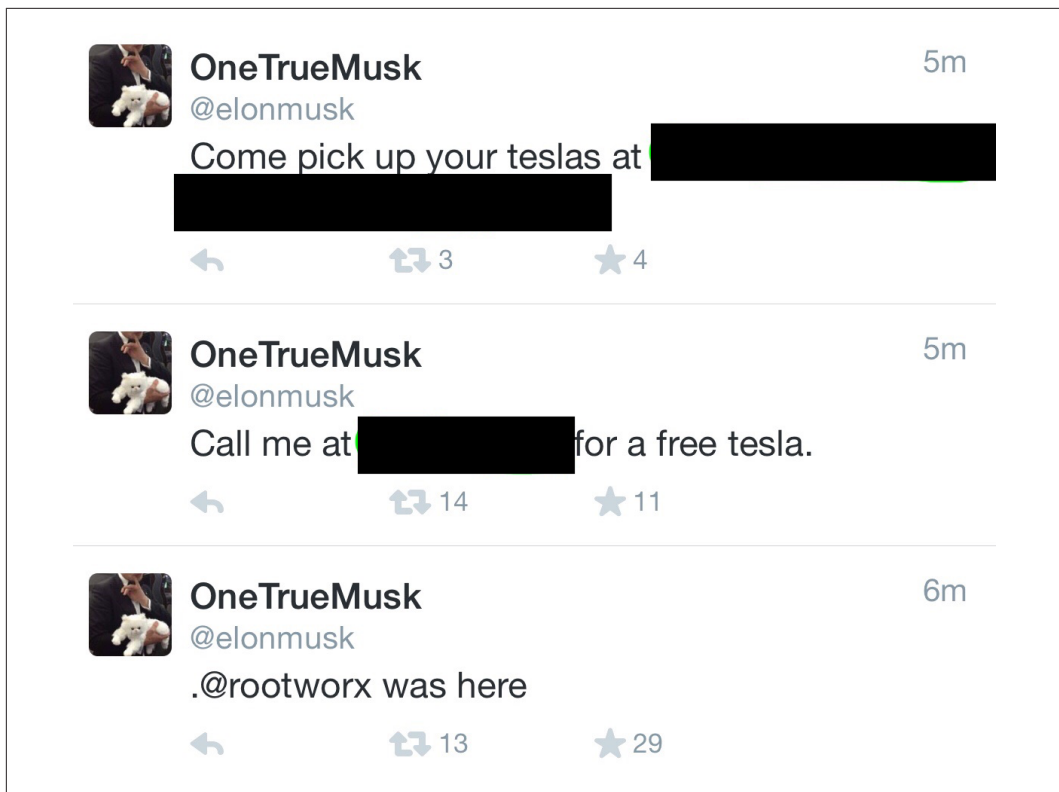 OneTrueMusk 5m
@elonmusk
Come pick up your teslas at
3 4
OneTrueMusk 5m
@elonmusk
Call me at for a free tesla.
14 11
OneTrueMusk 6m
@elonmusk
.@rootworx was here
13 29